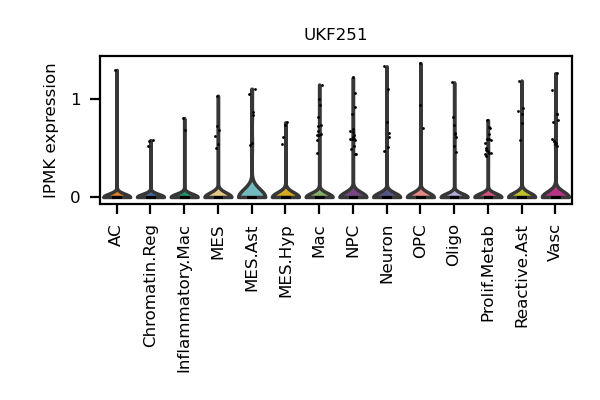 UKF251
IPMK expression
1
0
AC
Chromatin.Reg
Inflammatory.Mac
MES
MES.Ast
MES.Hyp
Mac
NPC
Neuron
OPC
Oligo
Prolif.Metab
Reactive.Ast
Vasc